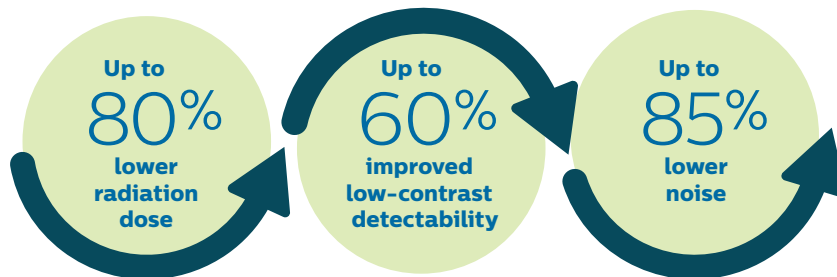 Up to
80%
lower
radiation
dose
Up to
60%
improved
low-contrast
detectability
Up to
85%
lower
noise